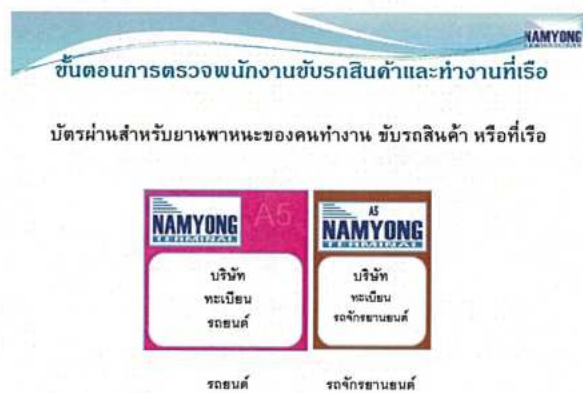 NAMYONG
ขั้นตอนการตรวจพนักงานขับรถสินค้าและทำงานที่เรือ
บัตรผ่านสำหรับยานพาหนะของคนทำงาน ขับรถสินค้า หรือที่เรือ
A5
NAMYONG
TERMINAL
บริษัท
ทะเบียน
รถยนต์
A5
NAMYONG
TERMINAL
บริษัท
ทะเบียน
รถจักรยานยนต์
รถยนต์
รถจักรยานยนต์